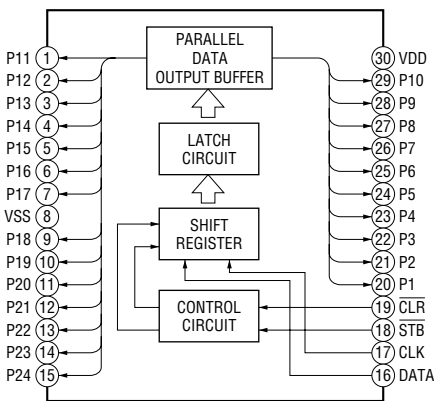 PARALLEL
DATA
OUTPUT BUFFER
LATCH
CIRCUIT
SHIFT
REGISTER
CONTROL
CIRCUIT
P11 1
P12 2
P13 3
P14 4
P15 5
P16 6
P17 7
VSS 8
P18 9
P19 10
P20 11
P21 12
P22 13
P23 14
P24 15
30 VDD
29 P10
28 P9
27 P8
26 P7
25 P6
24 P5
23 P4
22 P3
21 P2
20 P1
19 C̅L̅R̅
18 S̅T̅B̅
17 CLK
16 DATA